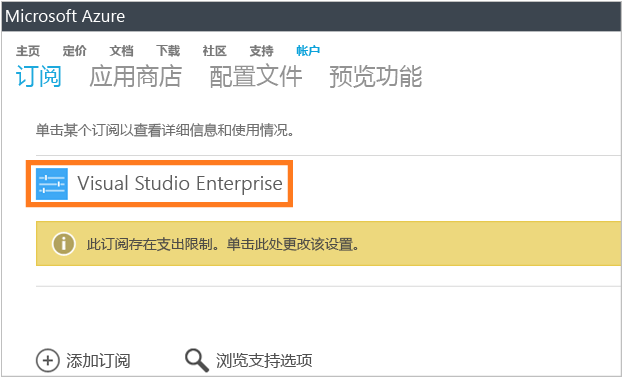 Microsoft Azure
主页 定价 文档 下载 社区 支持 帐户
订阅 应用商店 配置文件 预览功能
单击某个订阅以查看详细信息和使用情况。
Visual Studio Enterprise
此订阅存在支出限制。单击此处更改该设置。
添加订阅 浏览支持选项